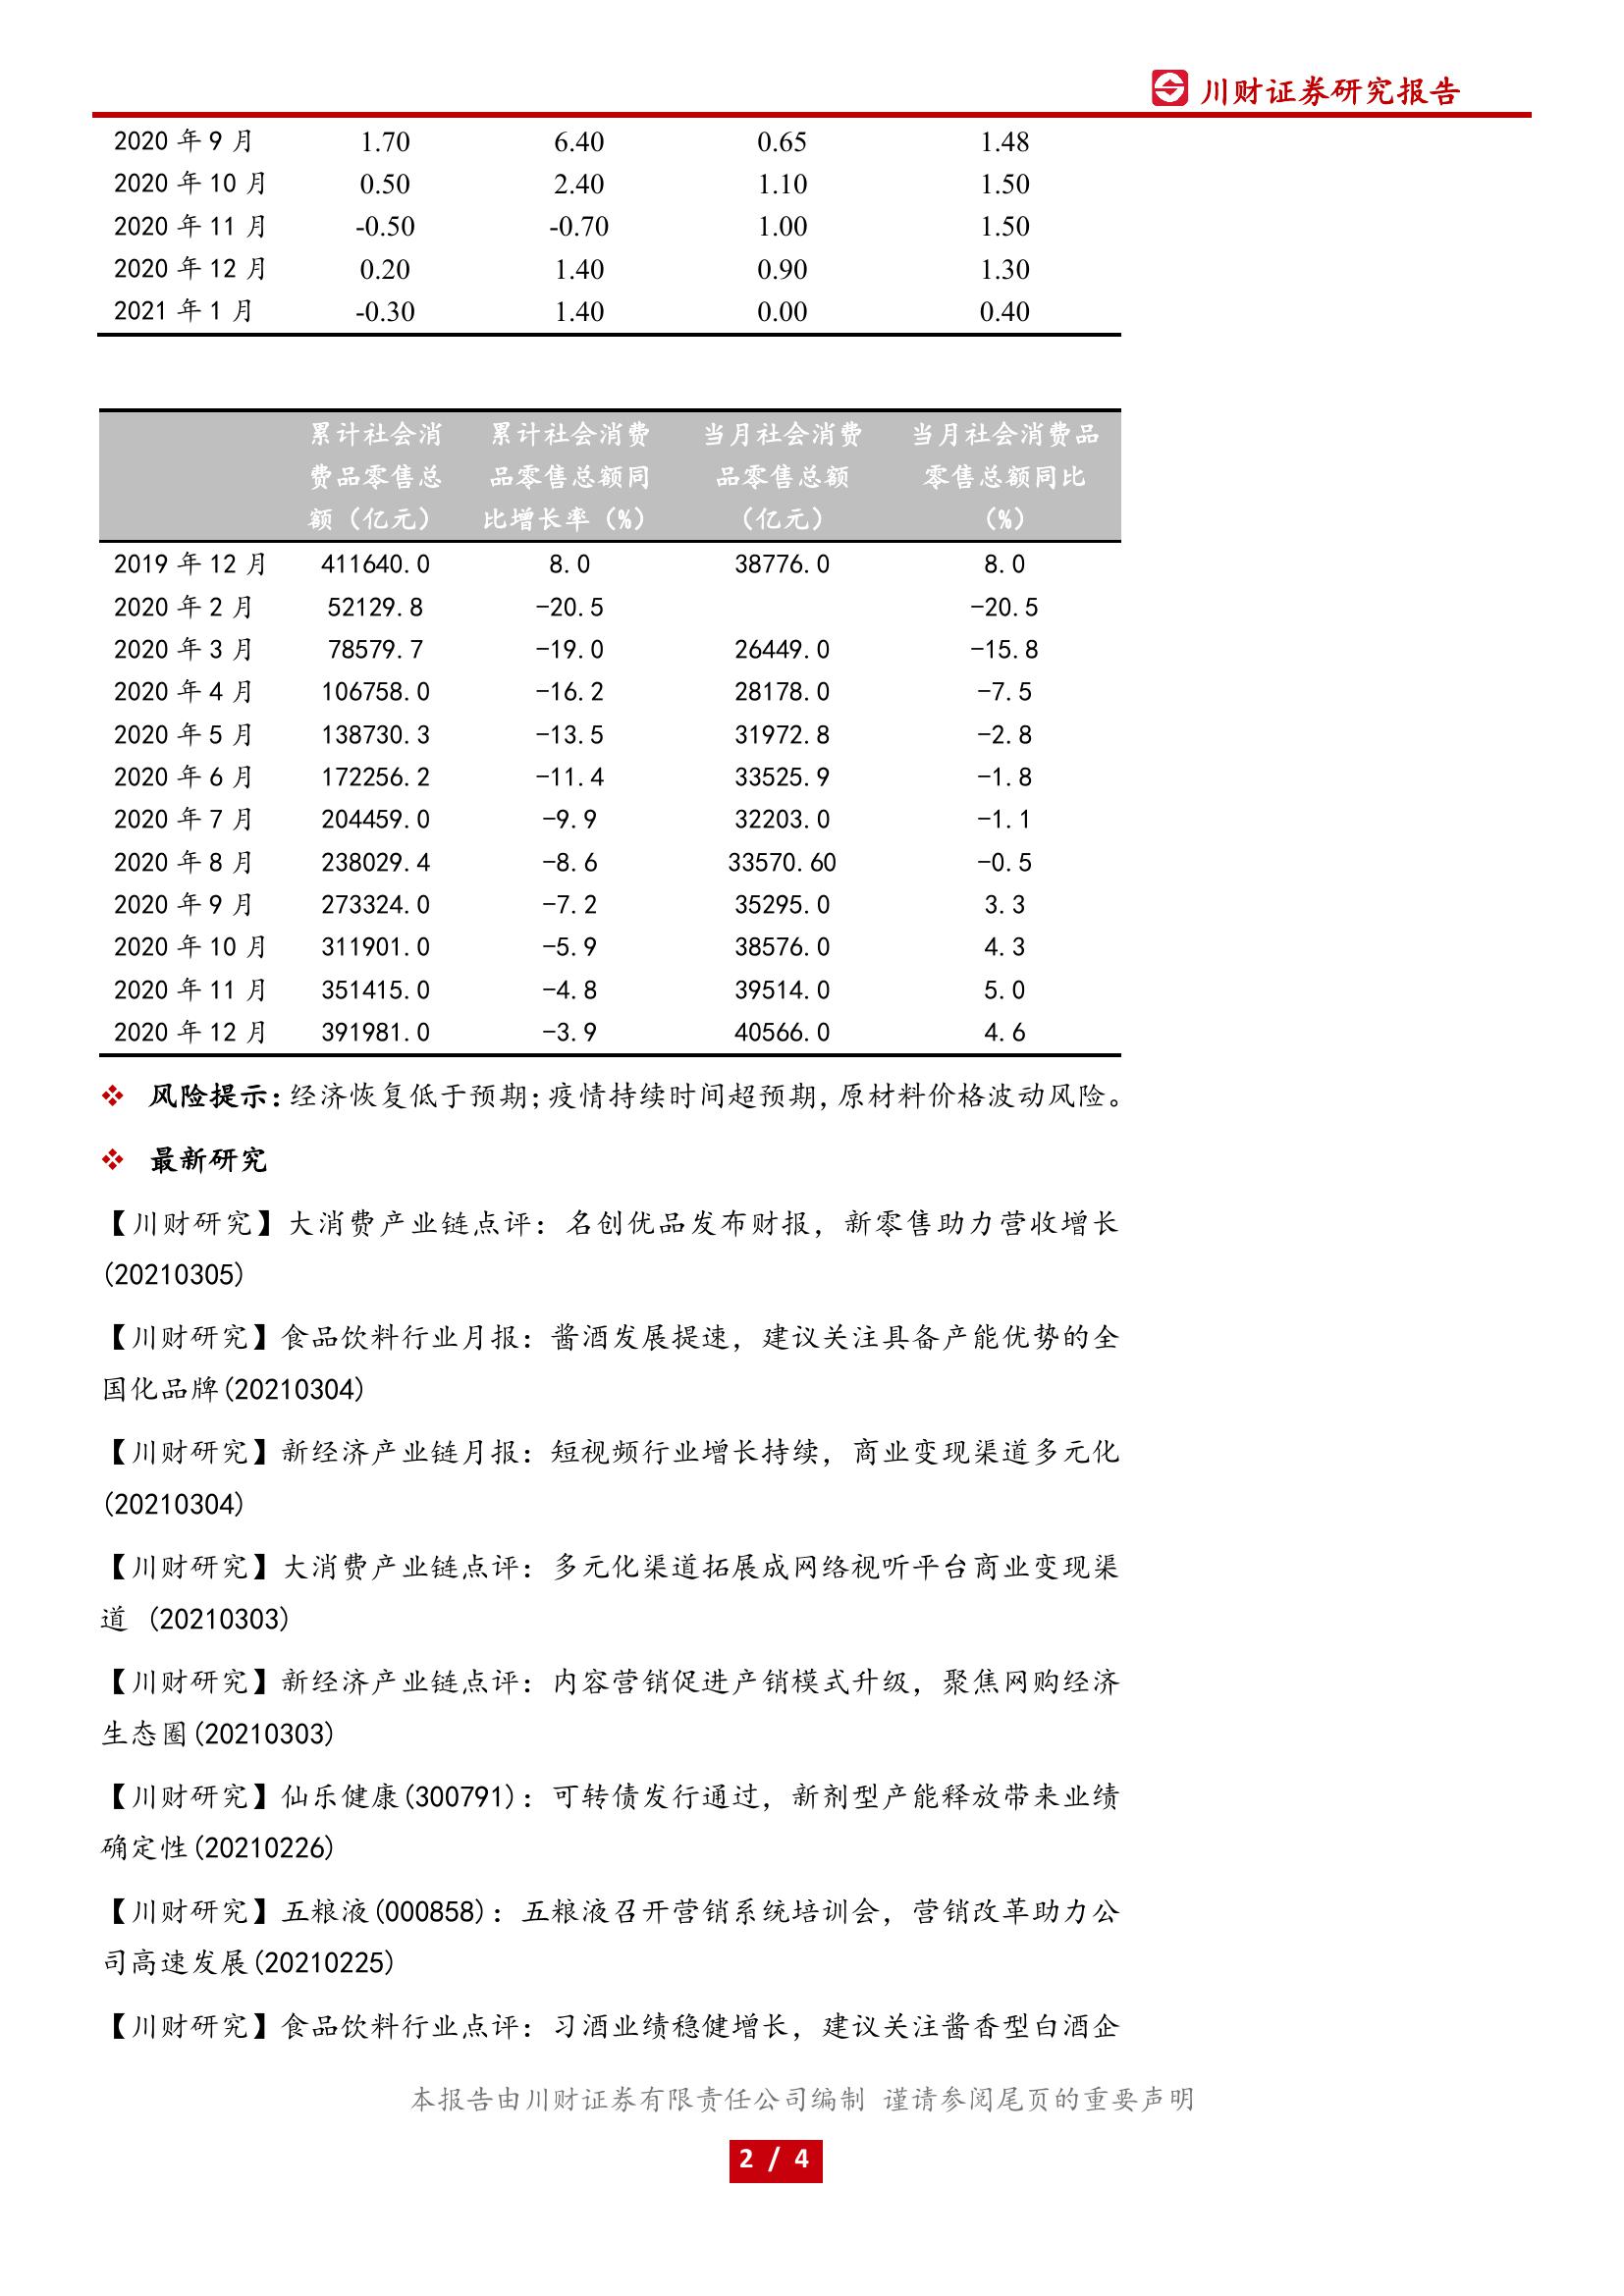 川财证券研究报告
2020 年 9 月 1.70 6.40 0.65 1.48
2020 年 10 月 0.50 2.40 1.10 1.50
2020 年 11 月 -0.50 -0.70 1.00 1.50
2020 年 12 月 0.20 1.40 0.90 1.30
2021 年 1 月 -0.30 1.40 0.00 0.40
累计社会消 累计社会消费 当月社会消费 当月社会消费品
费品零售总 品零售总额同 品零售总额 零售总额同比
额（亿元） 比增长率（%） （亿元） （%）
2019 年 12 月 411640.0 8.0 38776.0 8.0
2020 年 2 月 52129.8 -20.5 -20.5
2020 年 3 月 78579.7 -19.0 26449.0 -15.8
2020 年 4 月 106758.0 -16.2 28178.0 -7.5
2020 年 5 月 138730.3 -13.5 31972.8 -2.8
2020 年 6 月 172256.2 -11.4 33525.9 -1.8
2020 年 7 月 204459.0 -9.9 32203.0 -1.1
2020 年 8 月 238029.4 -8.6 33570.60 -0.5
2020 年 9 月 273324.0 -7.2 35295.0 3.3
2020 年 10 月 311901.0 -5.9 38576.0 4.3
2020 年 11 月 351415.0 -4.8 39514.0 5.0
2020 年 12 月 391981.0 -3.9 40566.0 4.6
❖ 风险提示：经济恢复低于预期；疫情持续时间超预期，原材料价格波动风险。
❖ 最新研究
【川财研究】大消费产业链点评：名创优品发布财报，新零售助力营收增长
(20210305)
【川财研究】食品饮料行业月报：酱酒发展提速，建议关注具备产能优势的全
国化品牌(20210304)
【川财研究】新经济产业链月报：短视频行业增长持续，商业变现渠道多元化
(20210304)
【川财研究】大消费产业链点评：多元化渠道拓展成网络视听平台商业变现渠
道 (20210303)
【川财研究】新经济产业链点评：内容营销促进产销模式升级，聚焦网购经济
生态圈(20210303)
【川财研究】仙乐健康(300791)：可转债发行通过，新剂型产能释放带来业绩
确定性(20210226)
【川财研究】五粮液(000858)：五粮液召开营销系统培训会，营销改革助力公
司高速发展(20210225)
【川财研究】食品饮料行业点评：习酒业绩稳健增长，建议关注酱香型白酒企
本报告由川财证券有限责任公司编制 谨请参阅尾页的重要声明
2 / 4